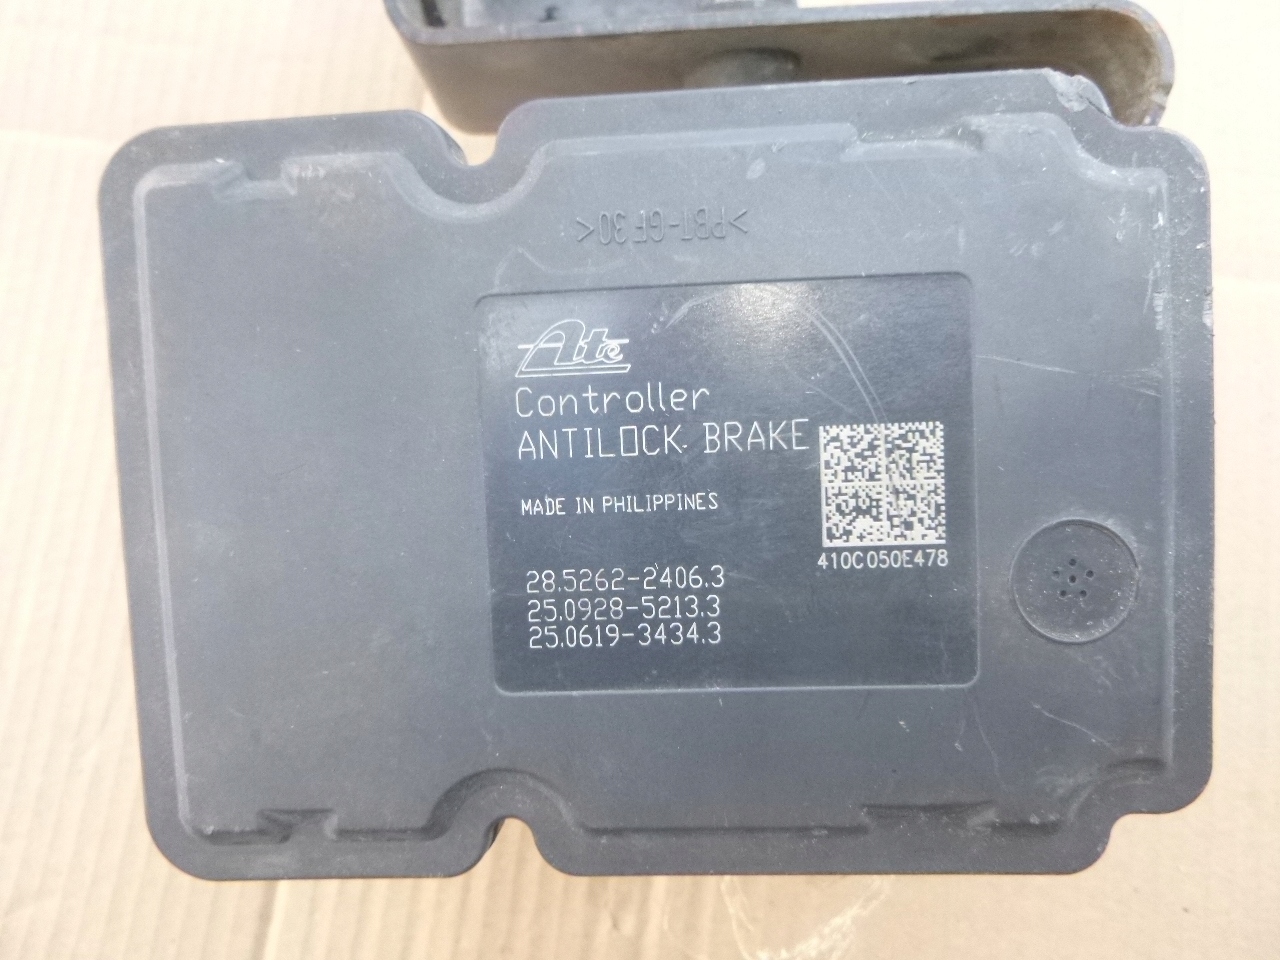 >PBT-GF30<
Ate
Controller
ANTILOCK BRAKE
MADE IN PHILIPPINES
410C050E478
28.5262-2406.3
25.0928-5213.3
25.0619-3434.3